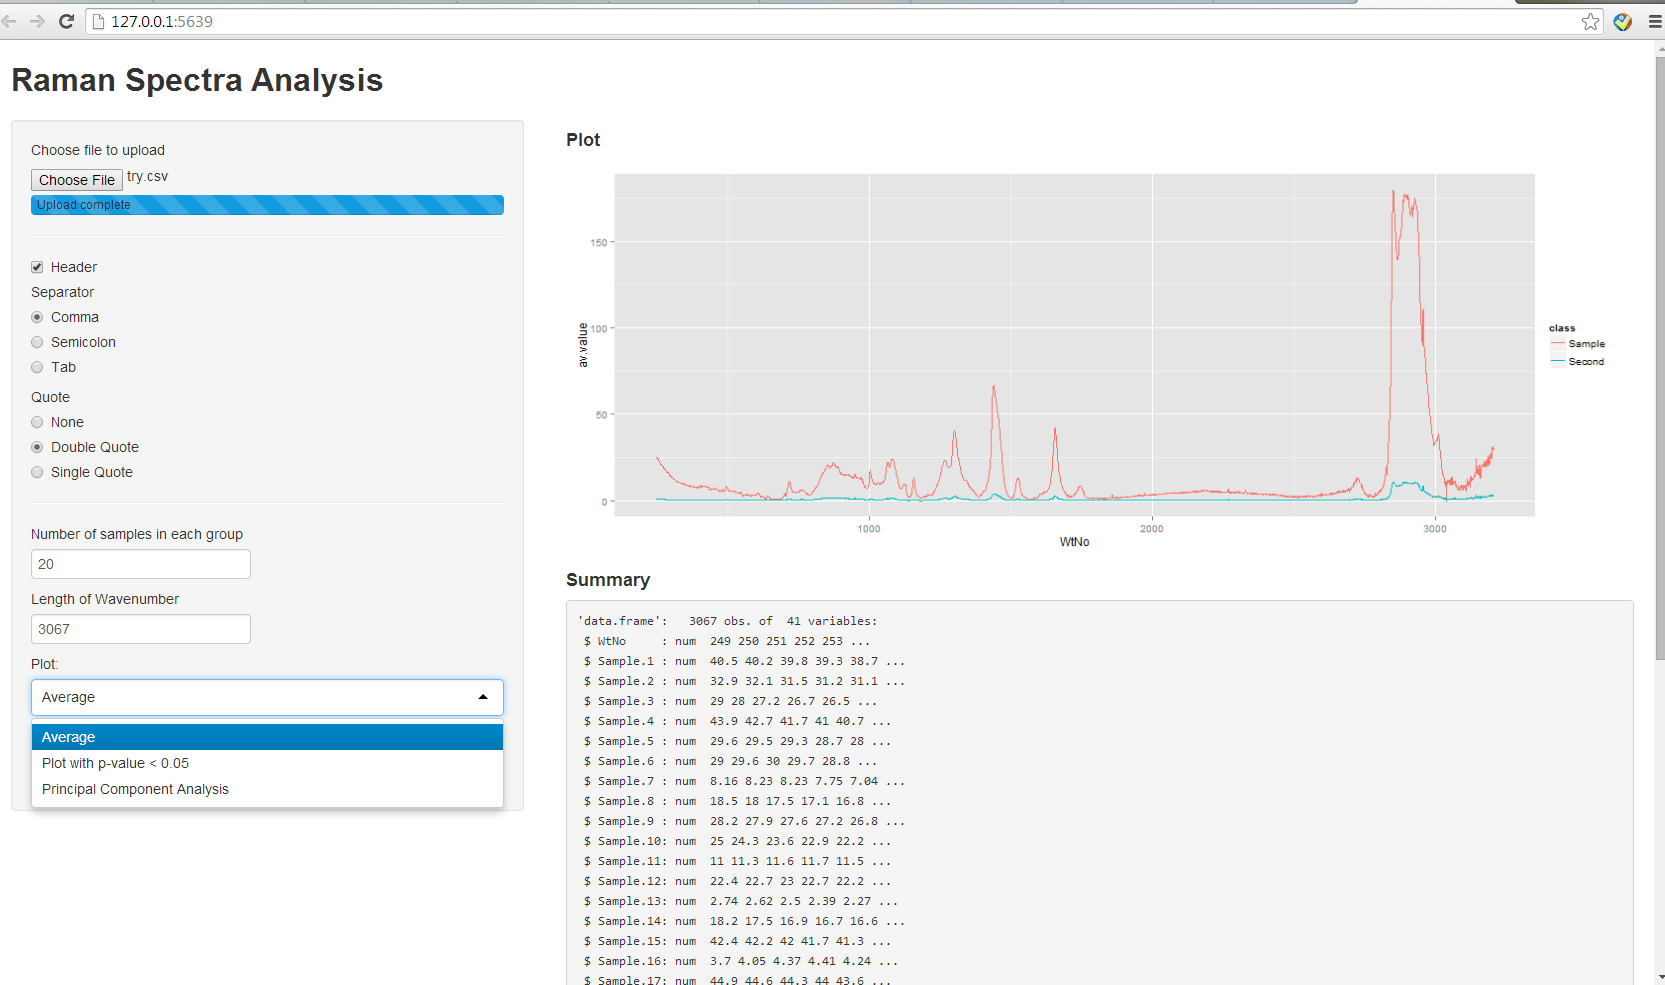 127.0.0.1:5639
Raman Spectra Analysis
Choose file to upload
Choose File try.csv
Upload complete
Header
Separator
Comma
Semicolon
Tab
Quote
None
Double Quote
Single Quote
Number of samples in each group
20
Length of Wavenumber
3067
Plot:
Average
Average
Plot with p-value < 0.05
Principal Component Analysis
Plot
150
100
50
0
av.value
1000 2000 3000
WtNo
class
Sample
Second
Summary
'data.frame':   3067 obs. of  41 variables:
$ WtNo     : num  249 250 251 252 253 ...
$ Sample.1 : num  40.5 40.2 39.8 39.3 38.7 ...
$ Sample.2 : num  32.9 32.1 31.5 31.2 31.1 ...
$ Sample.3 : num  29 28 27.2 26.7 26.5 ...
$ Sample.4 : num  43.9 42.7 41.7 41 40.7 ...
$ Sample.5 : num  29.6 29.5 29.3 28.7 28 ...
$ Sample.6 : num  29 29.6 30 29.7 28.8 ...
$ Sample.7 : num  8.16 8.23 8.23 7.75 7.04 ...
$ Sample.8 : num  18.5 18 17.5 17.1 16.8 ...
$ Sample.9 : num  28.2 27.9 27.6 27.2 26.8 ...
$ Sample.10: num  25 24.3 23.6 22.9 22.2 ...
$ Sample.11: num  11 11.3 11.6 11.7 11.5 ...
$ Sample.12: num  22.4 22.7 23 22.7 22.2 ...
$ Sample.13: num  2.74 2.62 2.5 2.39 2.27 ...
$ Sample.14: num  18.2 17.5 16.9 16.7 16.6 ...
$ Sample.15: num  42.4 42.2 42 41.7 41.3 ...
$ Sample.16: num  3.7 4.05 4.37 4.41 4.24 ...
$ Sample.17: num  44.9 44.6 44.3 44 43.6 ...